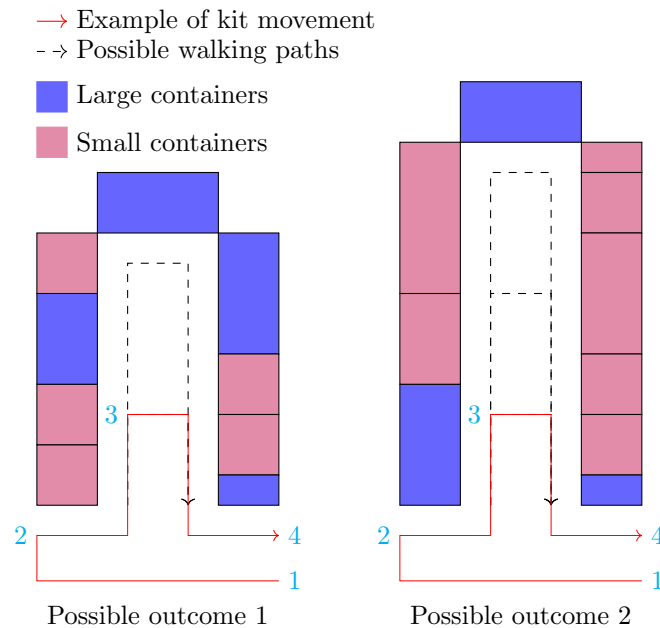 Example of kit movement
Possible walking paths
Large containers
Small containers
3
3
2
4
2
4
1
1
Possible outcome 1
Possible outcome 2